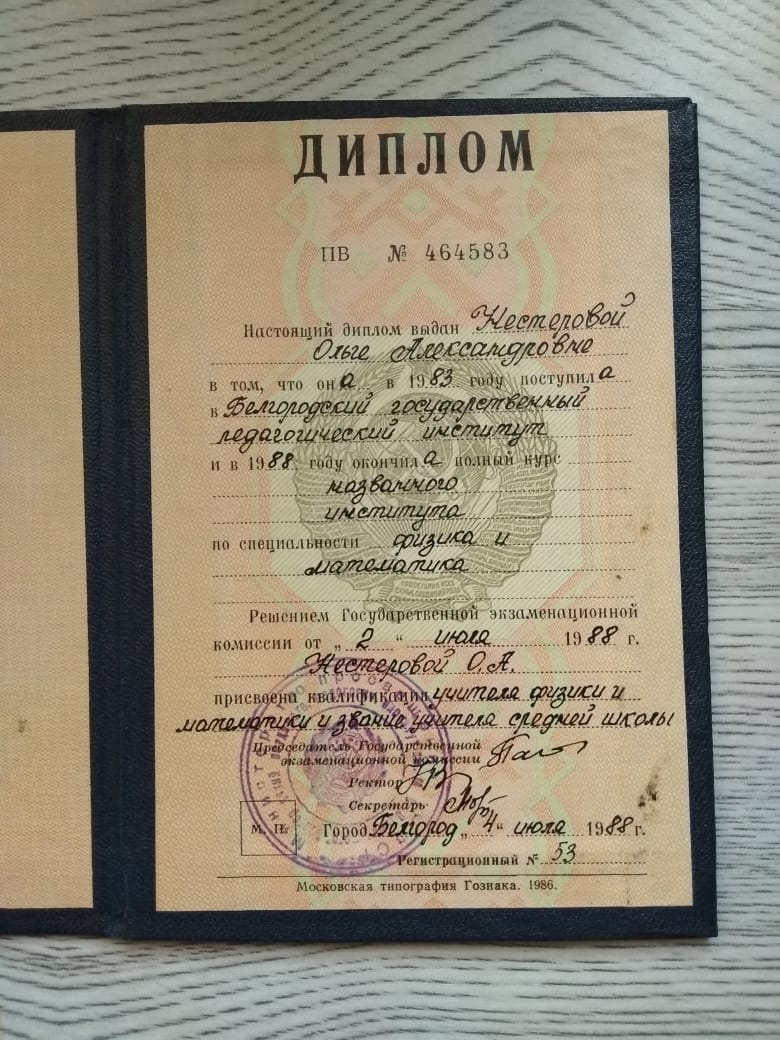 ДИПЛОМ
ПВ № 464583
Настоящий диплом выдан Нестеровой
Ольге Александровне
в том, что она в 1983 году поступила
в Белгородский государственный
педагогический институт
и в 1988 году окончила полный курс
названного
института
по специальности физика и
математика
Решением Государственной экзаменационной
комиссии от „2“ июля 1988 г.
Нестеровой О.А.
присвоена квалификация учителя физики и
математики и звание учителя средней школы
Председатель Государственной
экзаменационной комиссии
Ректор
Секретарь
М. П. Город Белгород „4“ июля 1988 г.
Регистрационный № 53
Московская типография Гознака. 1986.